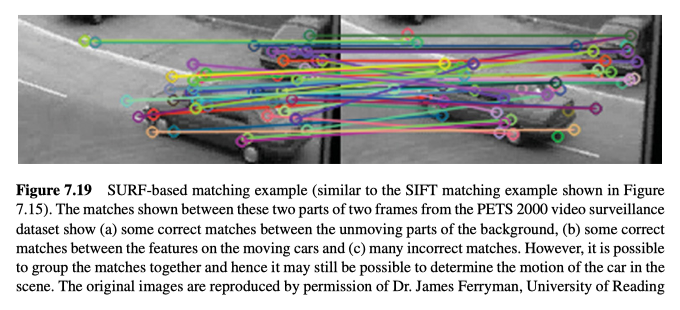 Figure 7.19 SURF-based matching example (similar to the SIFT matching example shown in Figure
7.15). The matches shown between these two parts of two frames from the PETS 2000 video surveillance
dataset show (a) some correct matches between the unmoving parts of the background, (b) some correct
matches between the features on the moving cars and (c) many incorrect matches. However, it is possible
to group the matches together and hence it may still be possible to determine the motion of the car in the
scene. The original images are reproduced by permission of Dr. James Ferryman, University of Reading